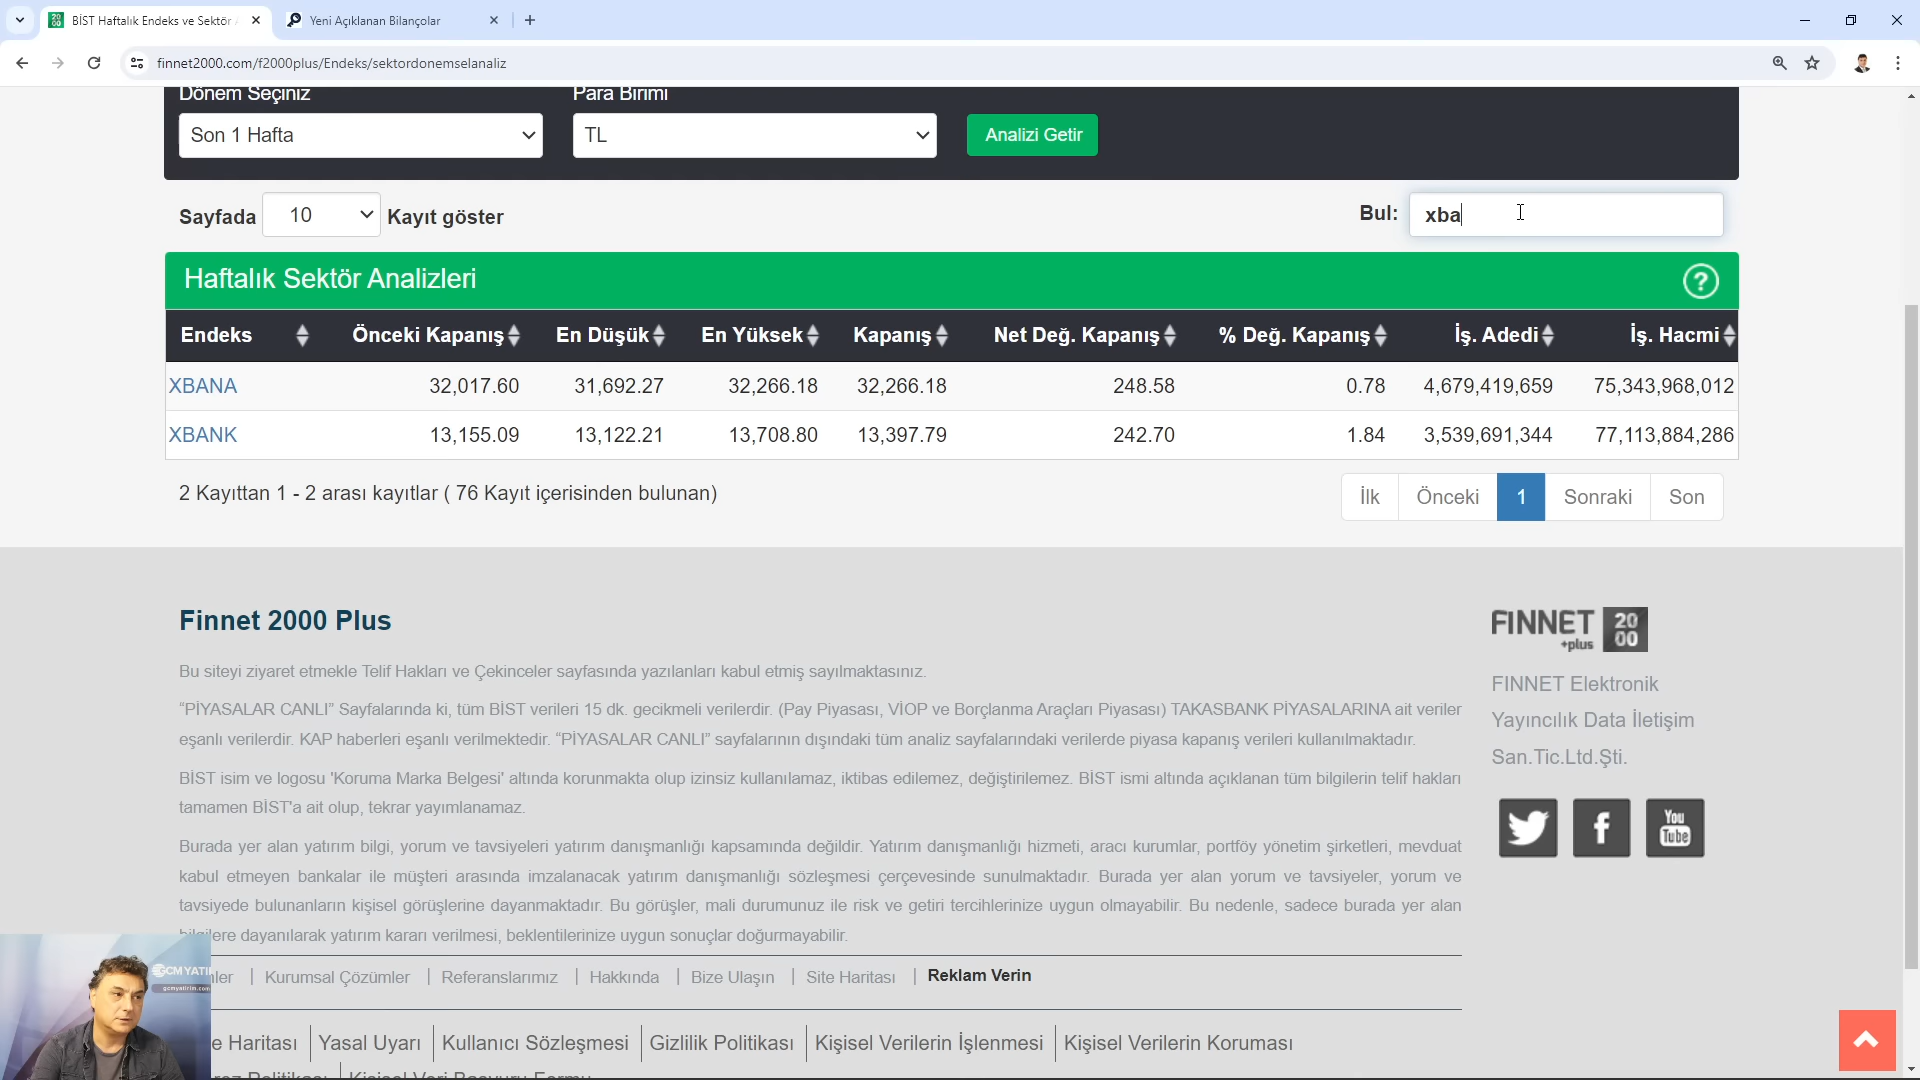 BİST Haftalık Endeks ve Sektör
Yeni Açıklanan Bilançolar
finnet2000.com/f2000plus/Endeks/sektordonemselanaliz
Dönem Seçiniz
Para Birimi
Son 1 Hafta
TL
Analizi Getir
Sayfada 10 Kayıt göster
Bul: xba
Haftalık Sektör Analizleri
?
Endeks Önceki Kapanış En Düşük En Yüksek Kapanış Net Değ. Kapanış % Değ. Kapanış İş. Adedi İş. Hacmi
XBANA 32,017.60 31,692.27 32,266.18 32,266.18 248.58 0.78 4,679,419,659 75,343,968,012
XBANK 13,155.09 13,122.21 13,708.80 13,397.79 242.70 1.84 3,539,691,344 77,113,884,286
2 Kayıttan 1 - 2 arası kayıtlar ( 76 Kayıt içerisinden bulunan)
İlk Önceki 1 Sonraki Son
Finnet 2000 Plus
Bu siteyi ziyaret etmekle Telif Hakları ve Çekinceler sayfasında yazılanları kabul etmiş sayılmaktasınız.
“PİYASALAR CANLI” Sayfalarında ki, tüm BİST verileri 15 dk. gecikmeli verilerdir. (Pay Piyasası, VİOP ve Borçlanma Araçları Piyasası) TAKASBANK PİYASALARINA ait veriler
eşanlı verilerdir. KAP haberleri eşanlı verilmektedir. “PİYASALAR CANLI” sayfalarının dışındaki tüm analiz sayfalarındaki verilerde piyasa kapanış verileri kullanılmaktadır.
BİST isim ve logosu 'Koruma Marka Belgesi' altında korunmakta olup izinsiz kullanılamaz, iktibas edilemez, değiştirilemez. BİST ismi altında açıklanan tüm bilgilerin telif hakları
tamamen BİST'a ait olup, tekrar yayımlanamaz.
Burada yer alan yatırım bilgi, yorum ve tavsiyeleri yatırım danışmanlığı kapsamında değildir. Yatırım danışmanlığı hizmeti, aracı kurumlar, portföy yönetim şirketleri, mevduat
kabul etmeyen bankalar ile müşteri arasında imzalanacak yatırım danışmanlığı sözleşmesi çerçevesinde sunulmaktadır. Burada yer alan yorum ve tavsiyeler, yorum ve
tavsiyede bulunanların kişisel görüşlerine dayanmaktadır. Bu görüşler, mali durumunuz ile risk ve getiri tercihlerinize uygun olmayabilir. Bu nedenle, sadece burada yer alan
bilgilere dayanılarak yatırım kararı verilmesi, beklentilerinize uygun sonuçlar doğurmayabilir.
FINNET 2000
+plus
FINNET Elektronik
Yayıncılık Data İletişim
San.Tic.Ltd.Şti.
You Tube
Kurumsal Çözümler | Referanslarımız | Hakkında | Bize Ulaşın | Site Haritası | Reklam Verin
Haritası | Yasal Uyarı | Kullanıcı Sözleşmesi | Gizlilik Politikası | Kişisel Verilerin İşlenmesi | Kişisel Verilerin Koruması
Politikası | Kişisel Veri Başvuru Formu
GCM YATI
gcmyatirim.com